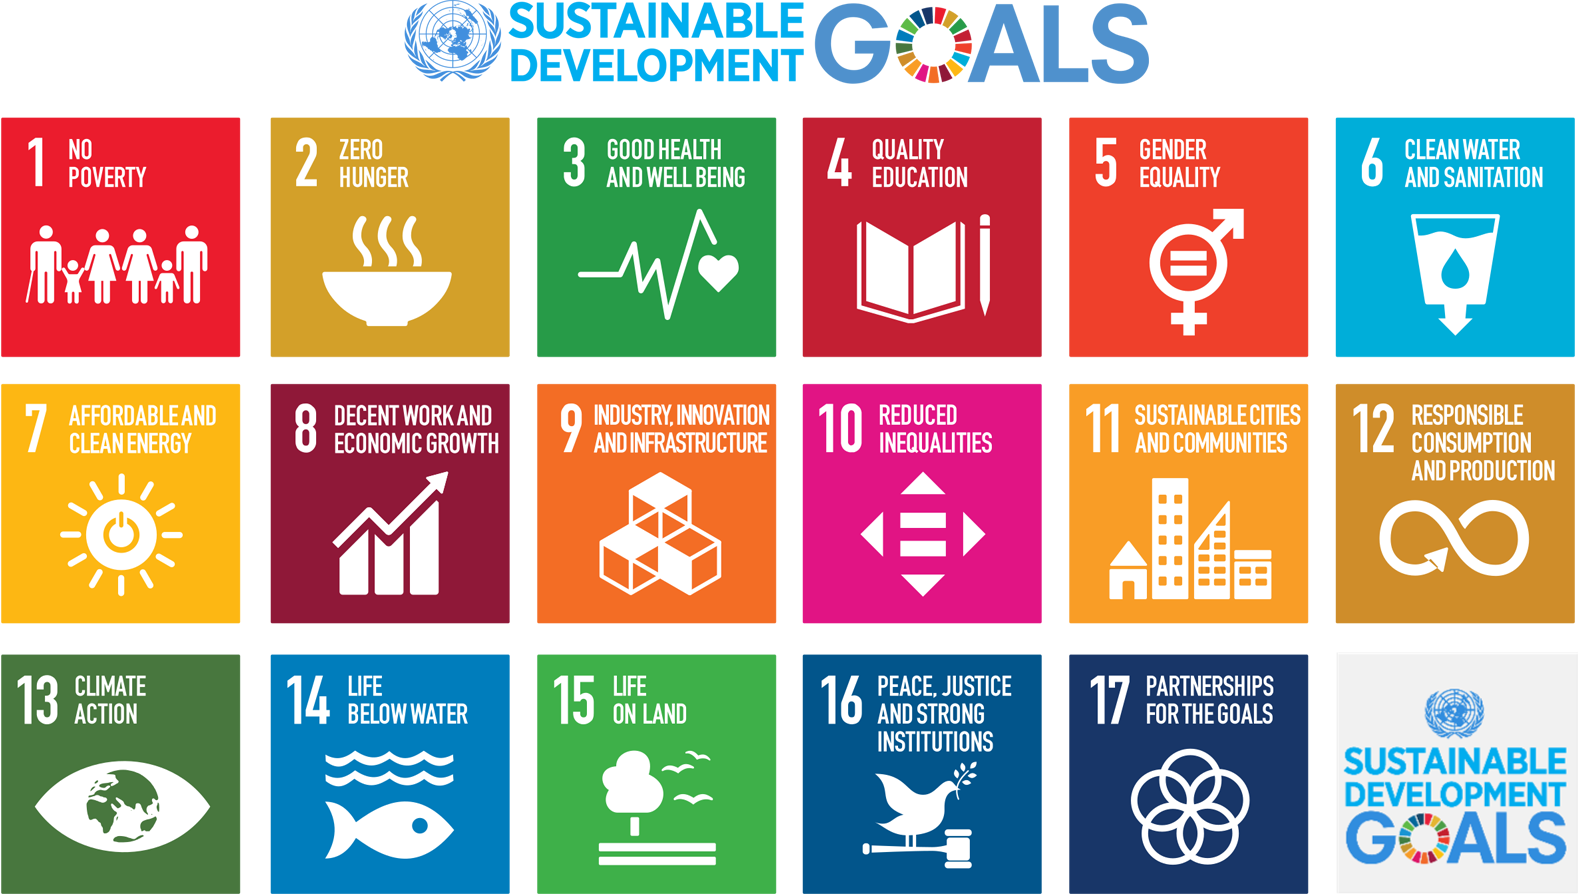 SUSTAINABLE
DEVELOPMENT
GOALS
1 NO
POVERTY
2 ZERO
HUNGER
3 GOOD HEALTH
AND WELL BEING
4 QUALITY
EDUCATION
5 GENDER
EQUALITY
6 CLEAN WATER
AND SANITATION
7 AFFORDABLE AND
CLEAN ENERGY
8 DECENT WORK AND
ECONOMIC GROWTH
9 INDUSTRY, INNOVATION
AND INFRASTRUCTURE
10 REDUCED
INEQUALITIES
11 SUSTAINABLE CITIES
AND COMMUNITIES
12 RESPONSIBLE
CONSUMPTION
AND PRODUCTION
13 CLIMATE
ACTION
14 LIFE
BELOW WATER
15 LIFE
ON LAND
16 PEACE, JUSTICE
AND STRONG
INSTITUTIONS
17 PARTNERSHIPS
FOR THE GOALS
SUSTAINABLE
DEVELOPMENT
GOALS